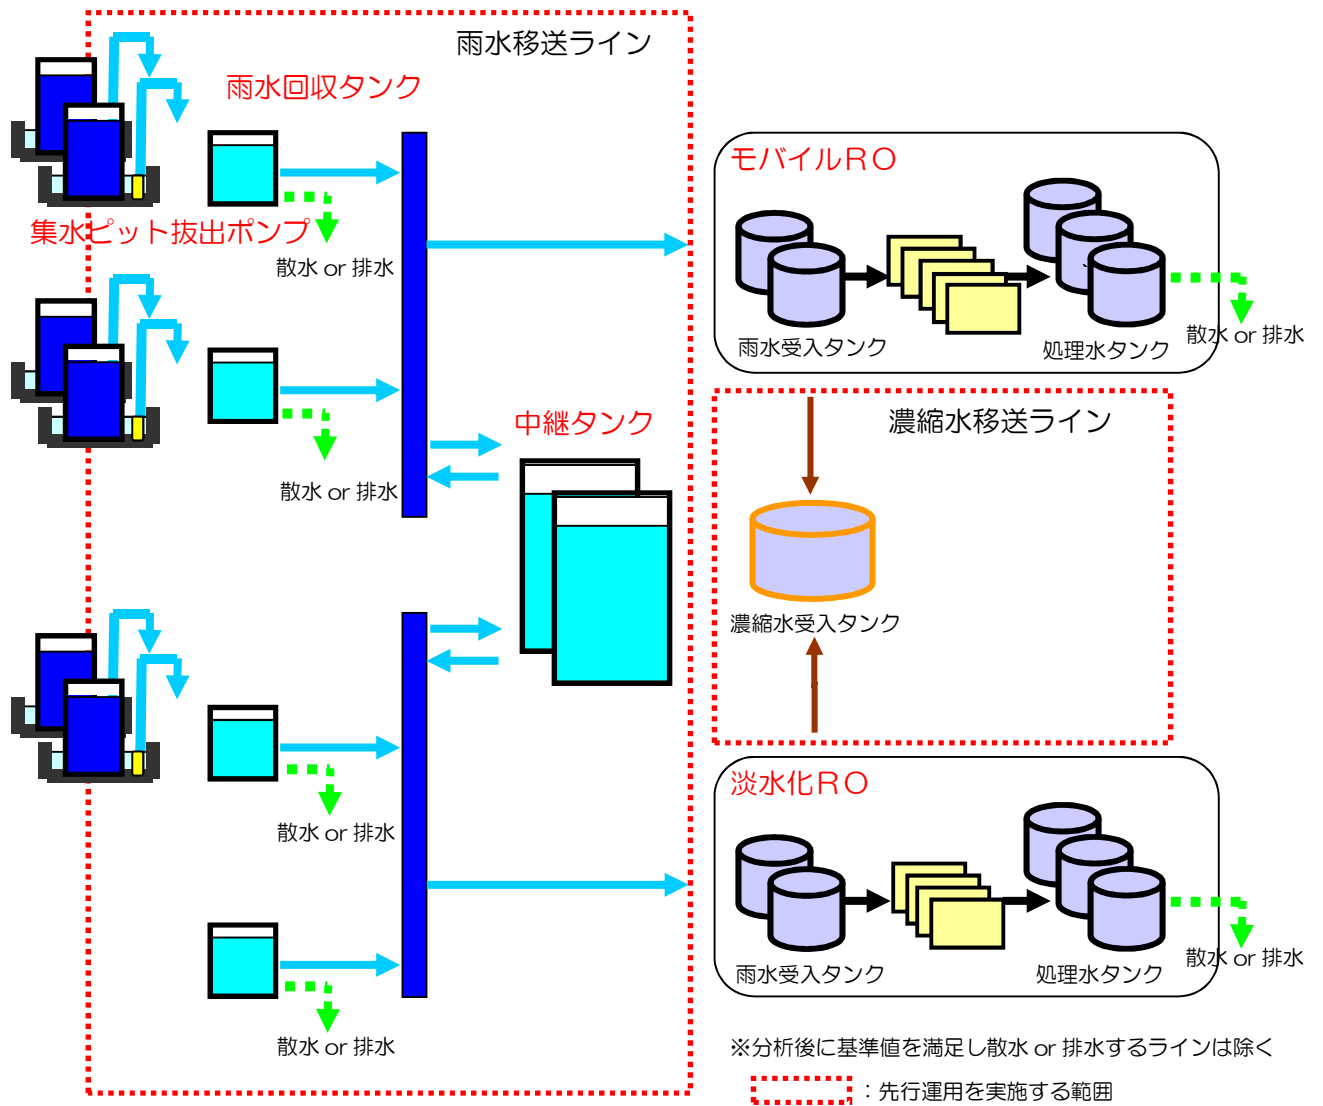 雨水移送ライン
雨水回収タンク
集水ピット抜出ポンプ
散水 or 排水
散水 or 排水
中継タンク
散水 or 排水
散水 or 排水
モバイルRO
雨水受入タンク
処理水タンク
散水 or 排水
濃縮水移送ライン
濃縮水受入タンク
淡水化RO
雨水受入タンク
処理水タンク
散水 or 排水
※分析後に基準値を満足し散水 or 排水するラインは除く
：先行運用を実施する範囲